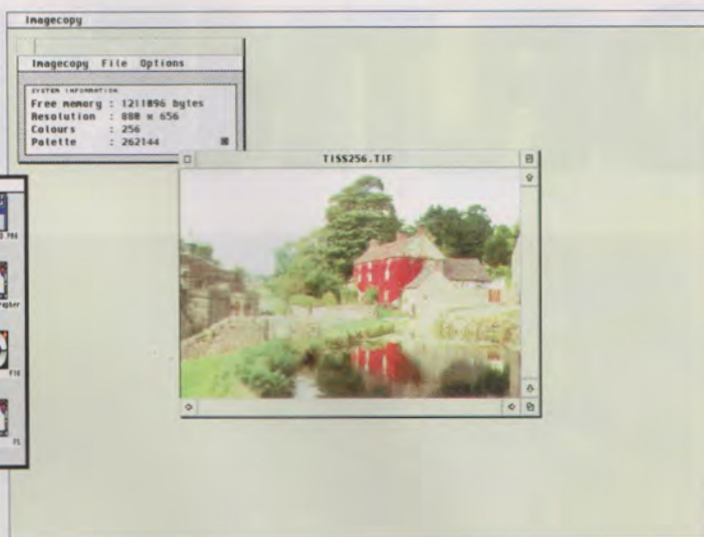 Imagecopy
Imagecopy File Options
SYSTEM INFORMATION
Free memory : 1211096 bytes
Resolution : 880 x 656
Colours : 256
Palette : 262144
TISS256.TIF